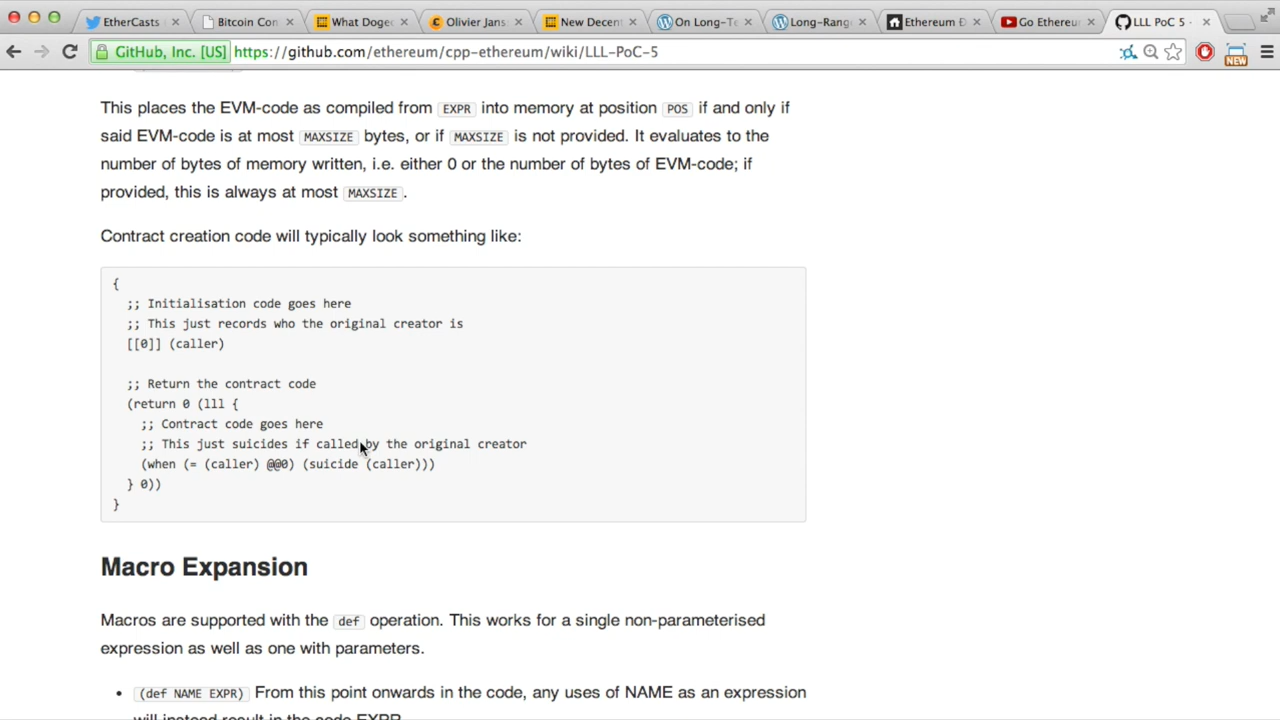 EtherCasts
Bitcoin Con
What Doge
Olivier Jans
New Decen
On Long-Te
Long-Rang
Ethereum D
Go Ethereu
LLL PoC 5 ·
GitHub, Inc. [US] https://github.com/ethereum/cpp-ethereum/wiki/LLL-PoC-5
NEW
This places the EVM-code as compiled from EXPR into memory at position POS if and only if
said EVM-code is at most MAXSIZE bytes, or if MAXSIZE is not provided. It evaluates to the
number of bytes of memory written, i.e. either 0 or the number of bytes of EVM-code; if
provided, this is always at most MAXSIZE.
Contract creation code will typically look something like:
{
;; Initialisation code goes here
;; This just records who the original creator is
[[0]] (caller)
;; Return the contract code
(return 0 (lll {
;; Contract code goes here
;; This just suicides if called by the original creator
(when (= (caller) @@0) (suicide (caller)))
} 0))
}
Macro Expansion
Macros are supported with the def operation. This works for a single non-parameterised
expression as well as one with parameters.
• (def NAME EXPR) From this point onwards in the code, any uses of NAME as an expression
will instead result in the code EXPR